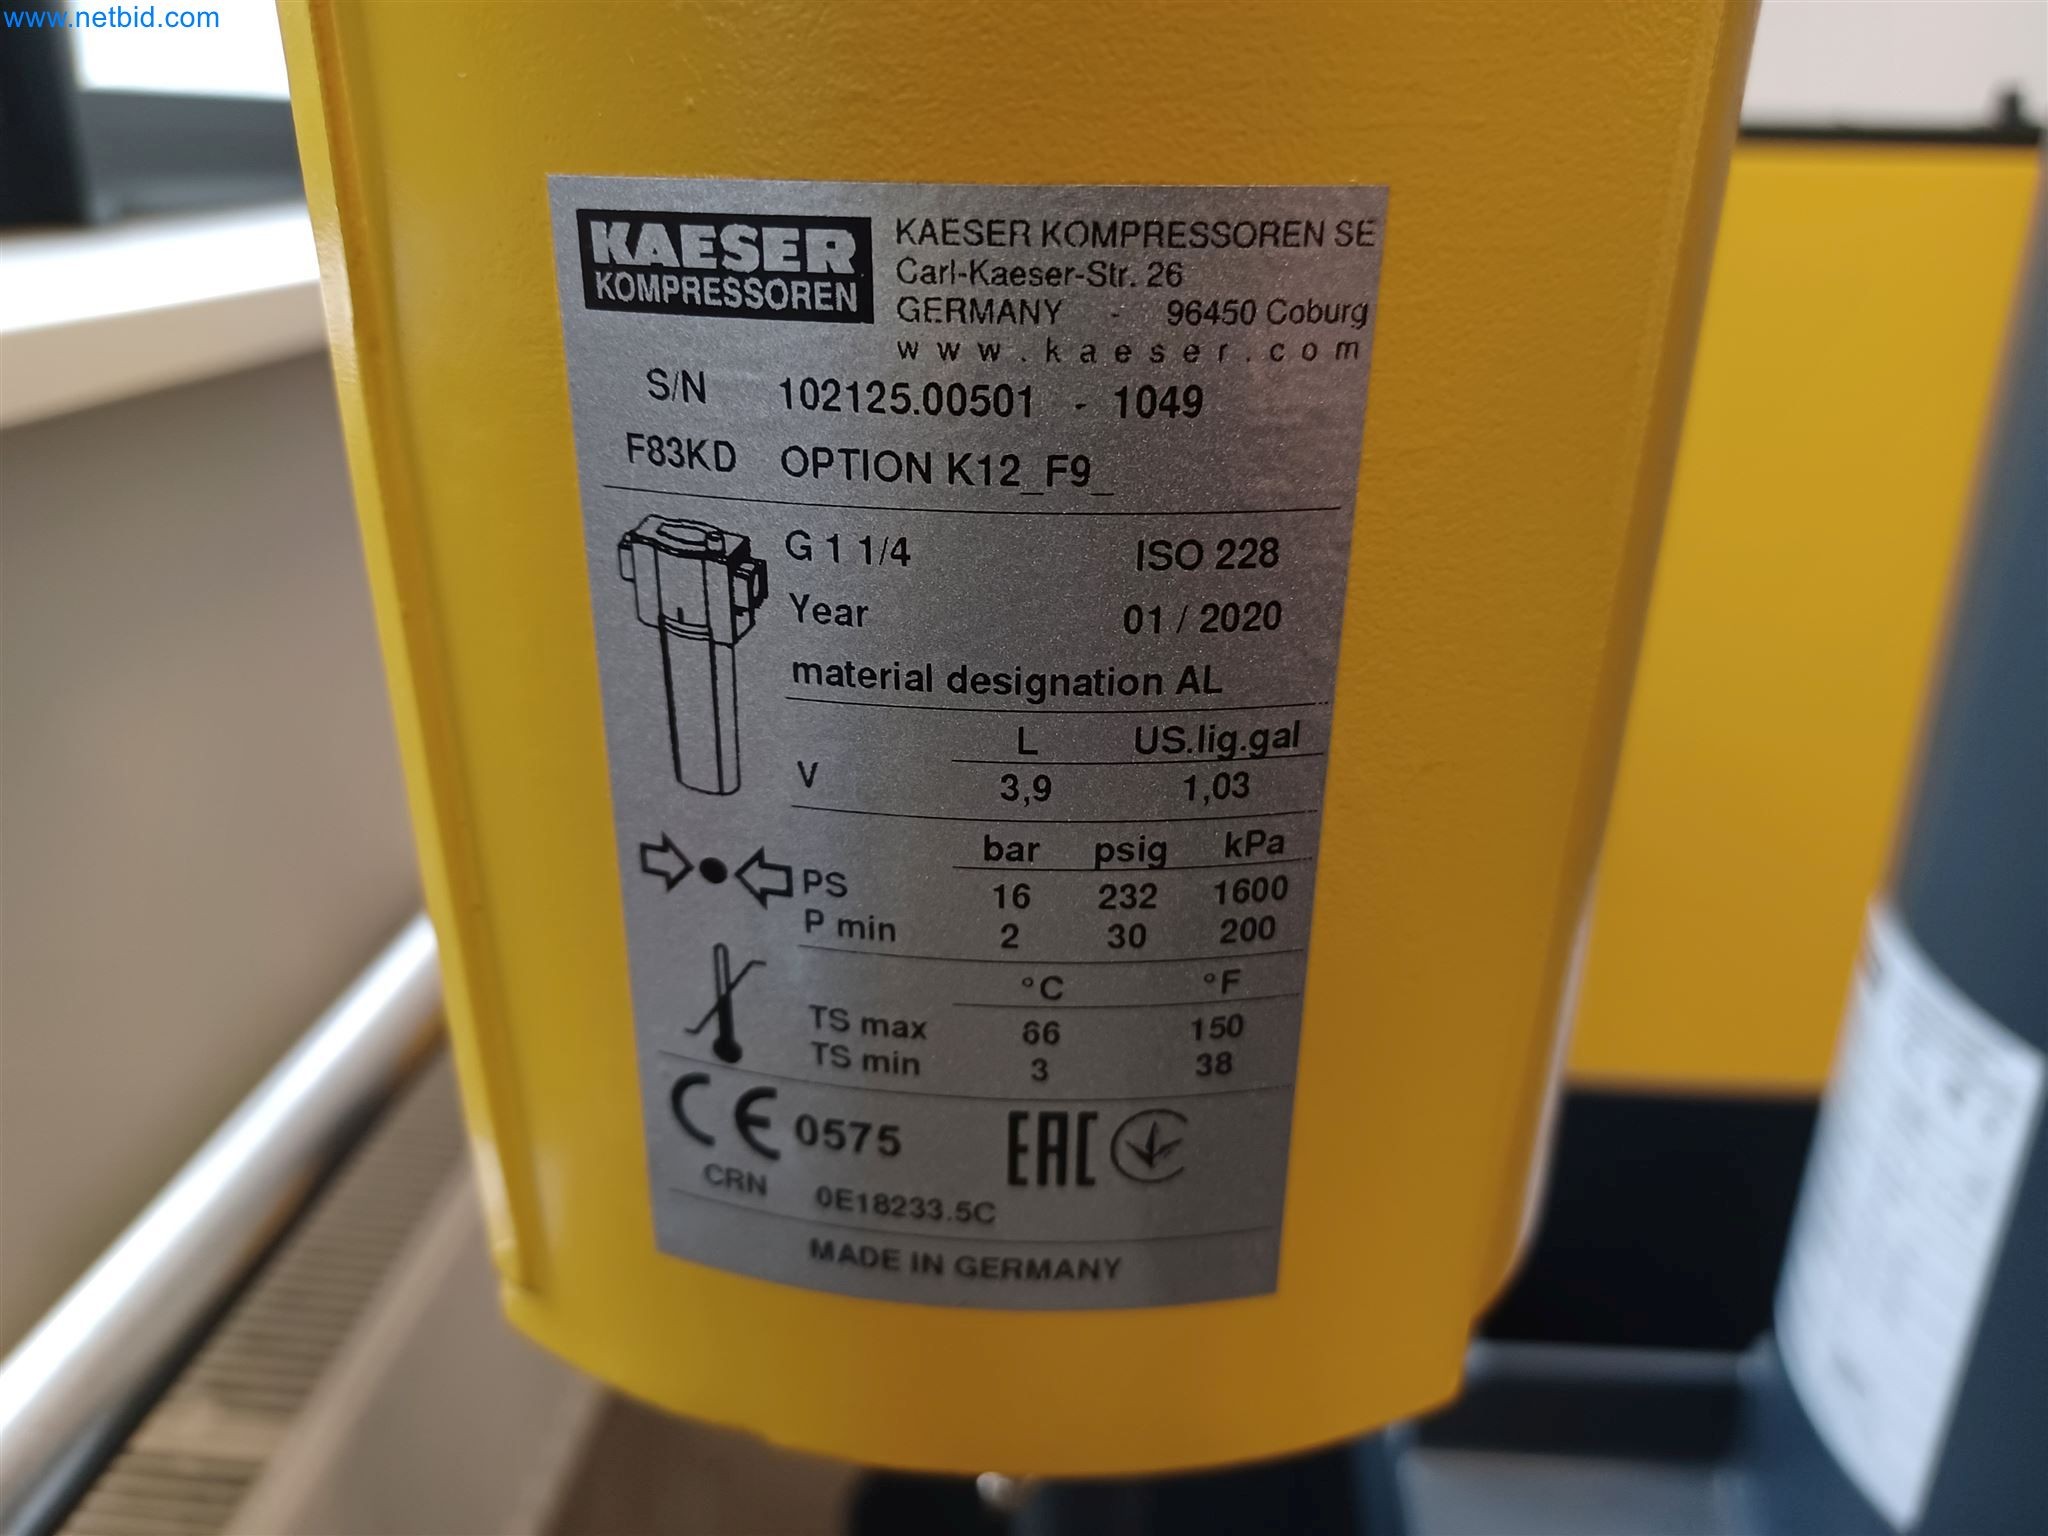 www.netbid.com
KAESER
KOMPRESSOREN
KAESER KOMPRESSOREN SE
Carl-Kaeser-Str. 26
GERMANY - 96450 Coburg
www.kaeser.com
S/N 102125.00501 - 1049
F83KD OPTION K12_F9_
G 1 1/4 ISO 228
Year 01 / 2020
material designation AL
L US.lig.gal
V 3,9 1,03
bar psig kPa
PS 16 232 1600
P min 2 30 200
°C °F
TS max 66 150
TS min 3 38
CE 0575 EAC
CRN 0E18233.5C
MADE IN GERMANY